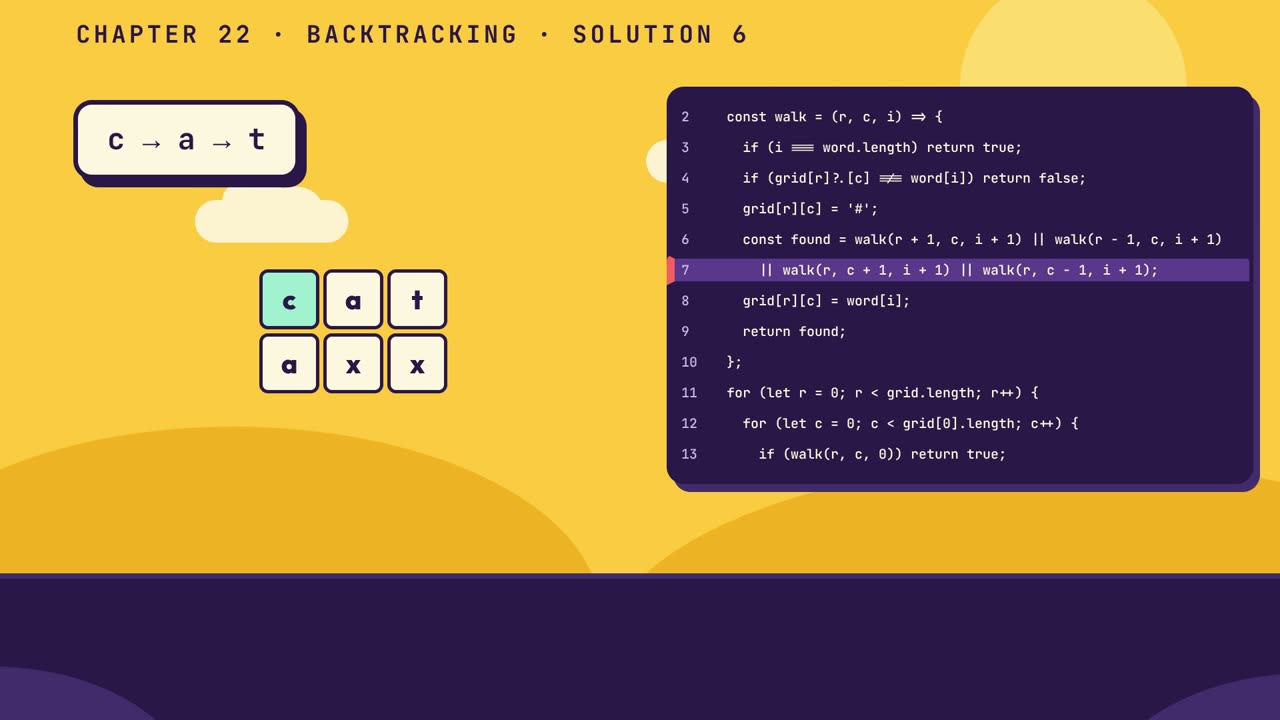 CHAPTER 22 · BACKTRACKING · SOLUTION 6
c → a → t
c a t
a x x
2 const walk = (r, c, i) => {
3 if (i === word.length) return true;
4 if (grid[r]?.[c] !== word[i]) return false;
5 grid[r][c] = '#';
6 const found = walk(r + 1, c, i + 1) || walk(r - 1, c, i + 1)
7 || walk(r, c + 1, i + 1) || walk(r, c - 1, i + 1);
8 grid[r][c] = word[i];
9 return found;
10 };
11 for (let r = 0; r < grid.length; r++) {
12 for (let c = 0; c < grid[0].length; c++) {
13 if (walk(r, c, 0)) return true;